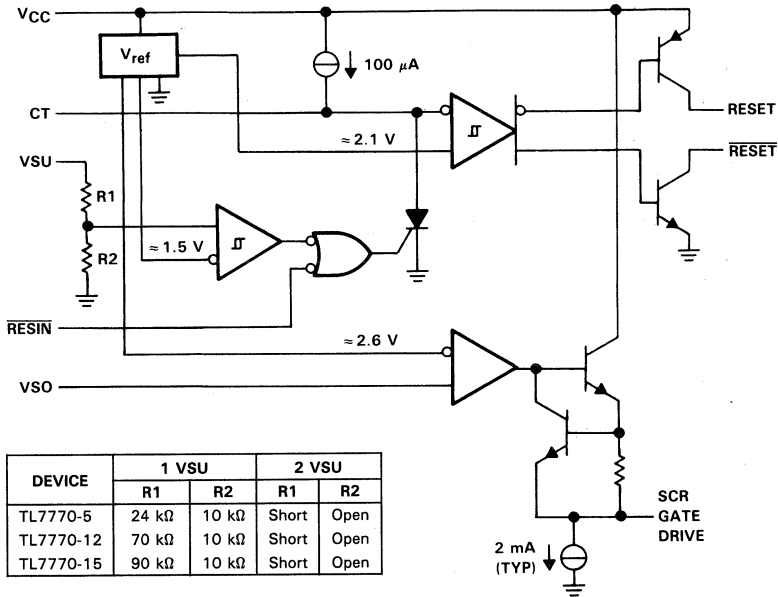 VCC
Vref
100 μA
CT
≈2.1 V
RESET
VSU
RESET
R1
≈1.5 V
R2
RESIN
≈2.6 V
VSO
DEVICE 1 VSU 2 VSU
R1 R2 R1 R2
TL7770-5 24 kΩ 10 kΩ Short Open
TL7770-12 70 kΩ 10 kΩ Short Open
TL7770-15 90 kΩ 10 kΩ Short Open
SCR
GATE
DRIVE
2 mA
(TYP)